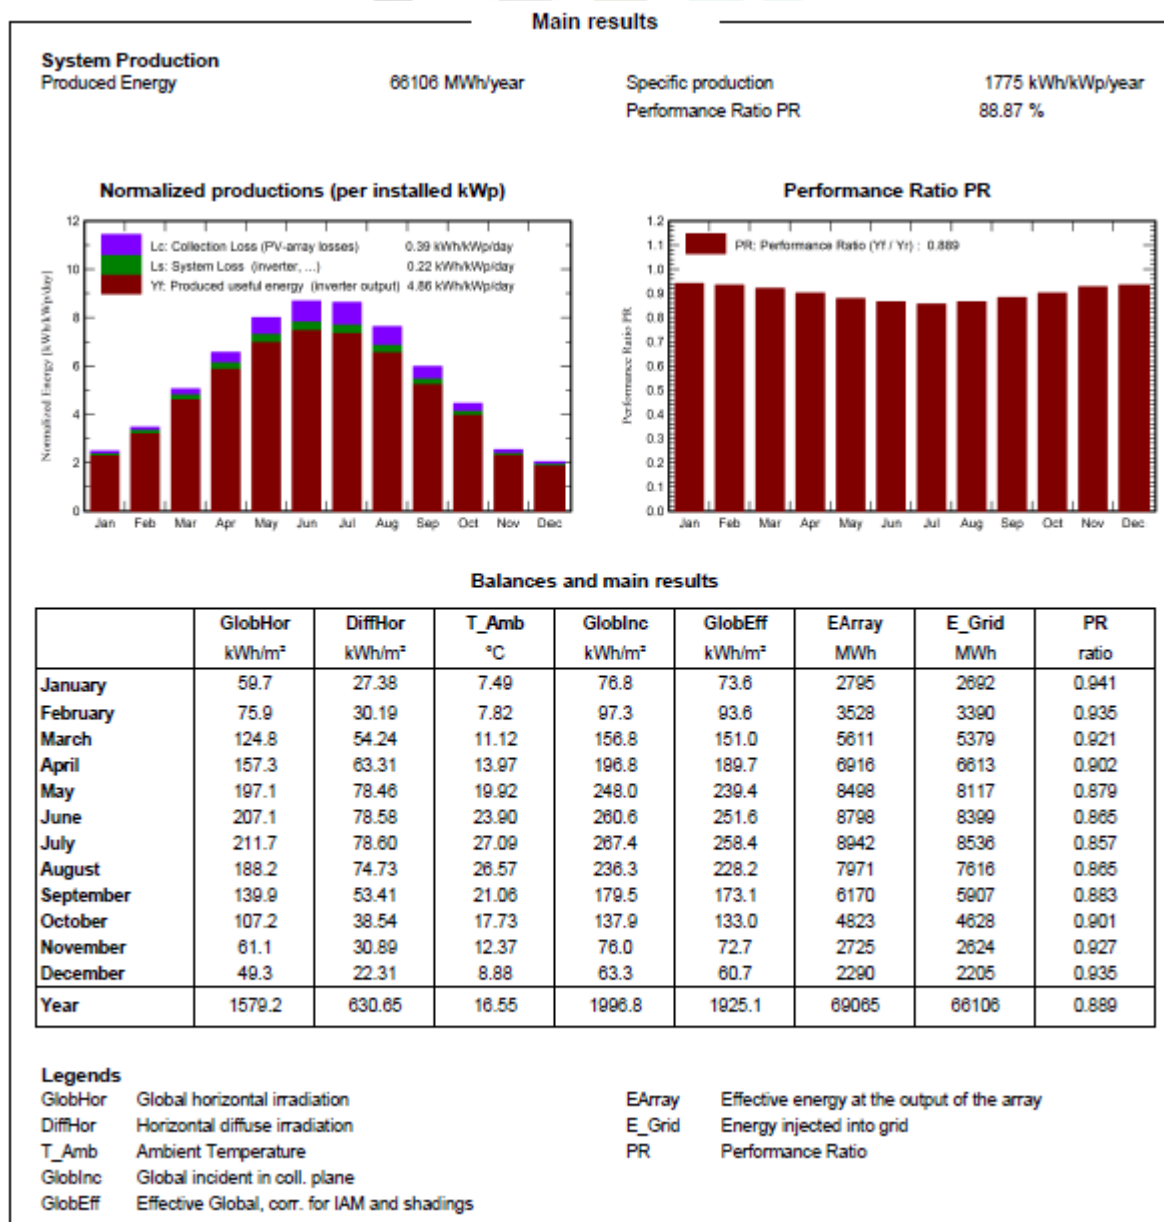 Main results
System Production
Produced Energy 66106 MWh/year Specific production 1775 kWh/kWp/year
Performance Ratio PR 88.87 %
Normalized productions (per installed kWp)
12
10
8
6
4
2
0
Normalized Energy [kWh/kWp/day]
Lc: Collection Loss (PV-array losses) 0.39 kWh/kWp/day
Ls: System Loss (inverter, ...) 0.22 kWh/kWp/day
Yf: Produced useful energy (inverter output) 4.86 kWh/kWp/day
Jan Feb Mar Apr May Jun Jul Aug Sep Oct Nov Dec
Performance Ratio PR
1.2
1.1
1.0
0.9
0.8
0.7
0.6
0.5
0.4
0.3
0.2
0.1
0.0
Performance Ratio PR
PR: Performance Ratio (Yf / Yr) : 0.889
Jan Feb Mar Apr May Jun Jul Aug Sep Oct Nov Dec
Balances and main results
GlobHor DiffHor T_Amb GlobInc GlobEff EArray E_Grid PR
kWh/m² kWh/m² °C kWh/m² kWh/m² MWh MWh ratio
January 59.7 27.38 7.49 76.8 73.6 2795 2692 0.941
February 75.9 30.19 7.82 97.3 93.6 3528 3390 0.935
March 124.8 54.24 11.12 156.8 151.0 5611 5379 0.921
April 157.3 63.31 13.97 196.8 189.7 6916 6613 0.902
May 197.1 78.46 19.92 248.0 239.4 8498 8117 0.879
June 207.1 78.58 23.90 260.6 251.6 8798 8399 0.865
July 211.7 78.60 27.09 267.4 258.4 8942 8536 0.857
August 188.2 74.73 26.57 236.3 228.2 7971 7616 0.865
September 139.9 53.41 21.06 179.5 173.1 6170 5907 0.883
October 107.2 38.54 17.73 137.9 133.0 4823 4628 0.901
November 61.1 30.89 12.37 76.0 72.7 2725 2624 0.927
December 49.3 22.31 8.88 63.3 60.7 2290 2205 0.935
Year 1579.2 630.65 16.55 1996.8 1925.1 69065 66106 0.889
Legends
GlobHor Global horizontal irradiation
DiffHor Horizontal diffuse irradiation
T_Amb Ambient Temperature
GlobInc Global incident in coll. plane
GlobEff Effective Global, corr. for IAM and shadings
EArray Effective energy at the output of the array
E_Grid Energy injected into grid
PR Performance Ratio